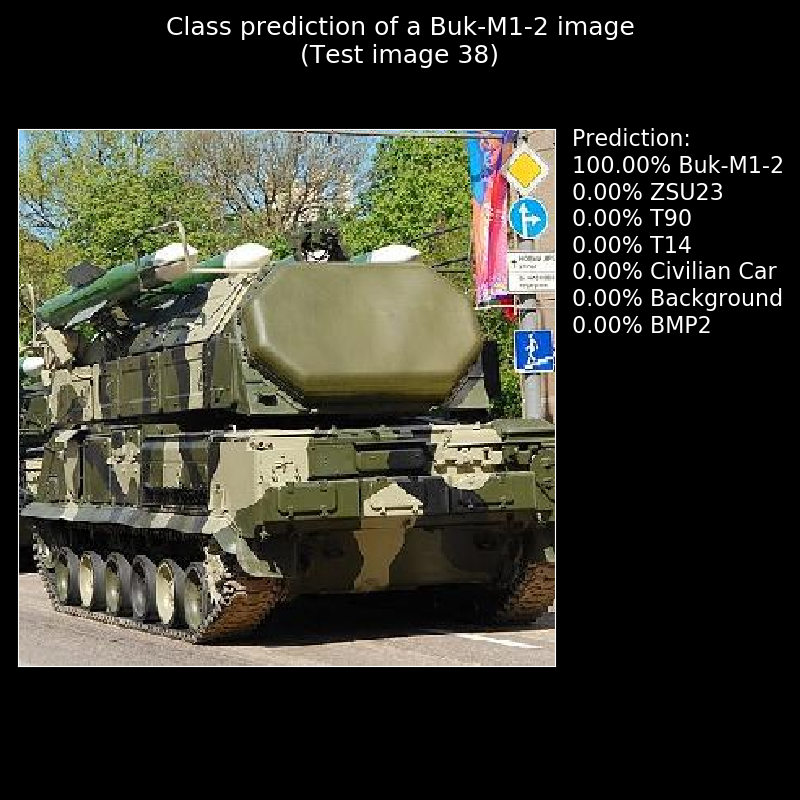 Class prediction of a Buk-M1-2 image
(Test image 38)
Prediction:
100.00% Buk-M1-2
0.00% ZSU23
0.00% T90
0.00% T14
0.00% Civilian Car
0.00% Background
0.00% BMP2